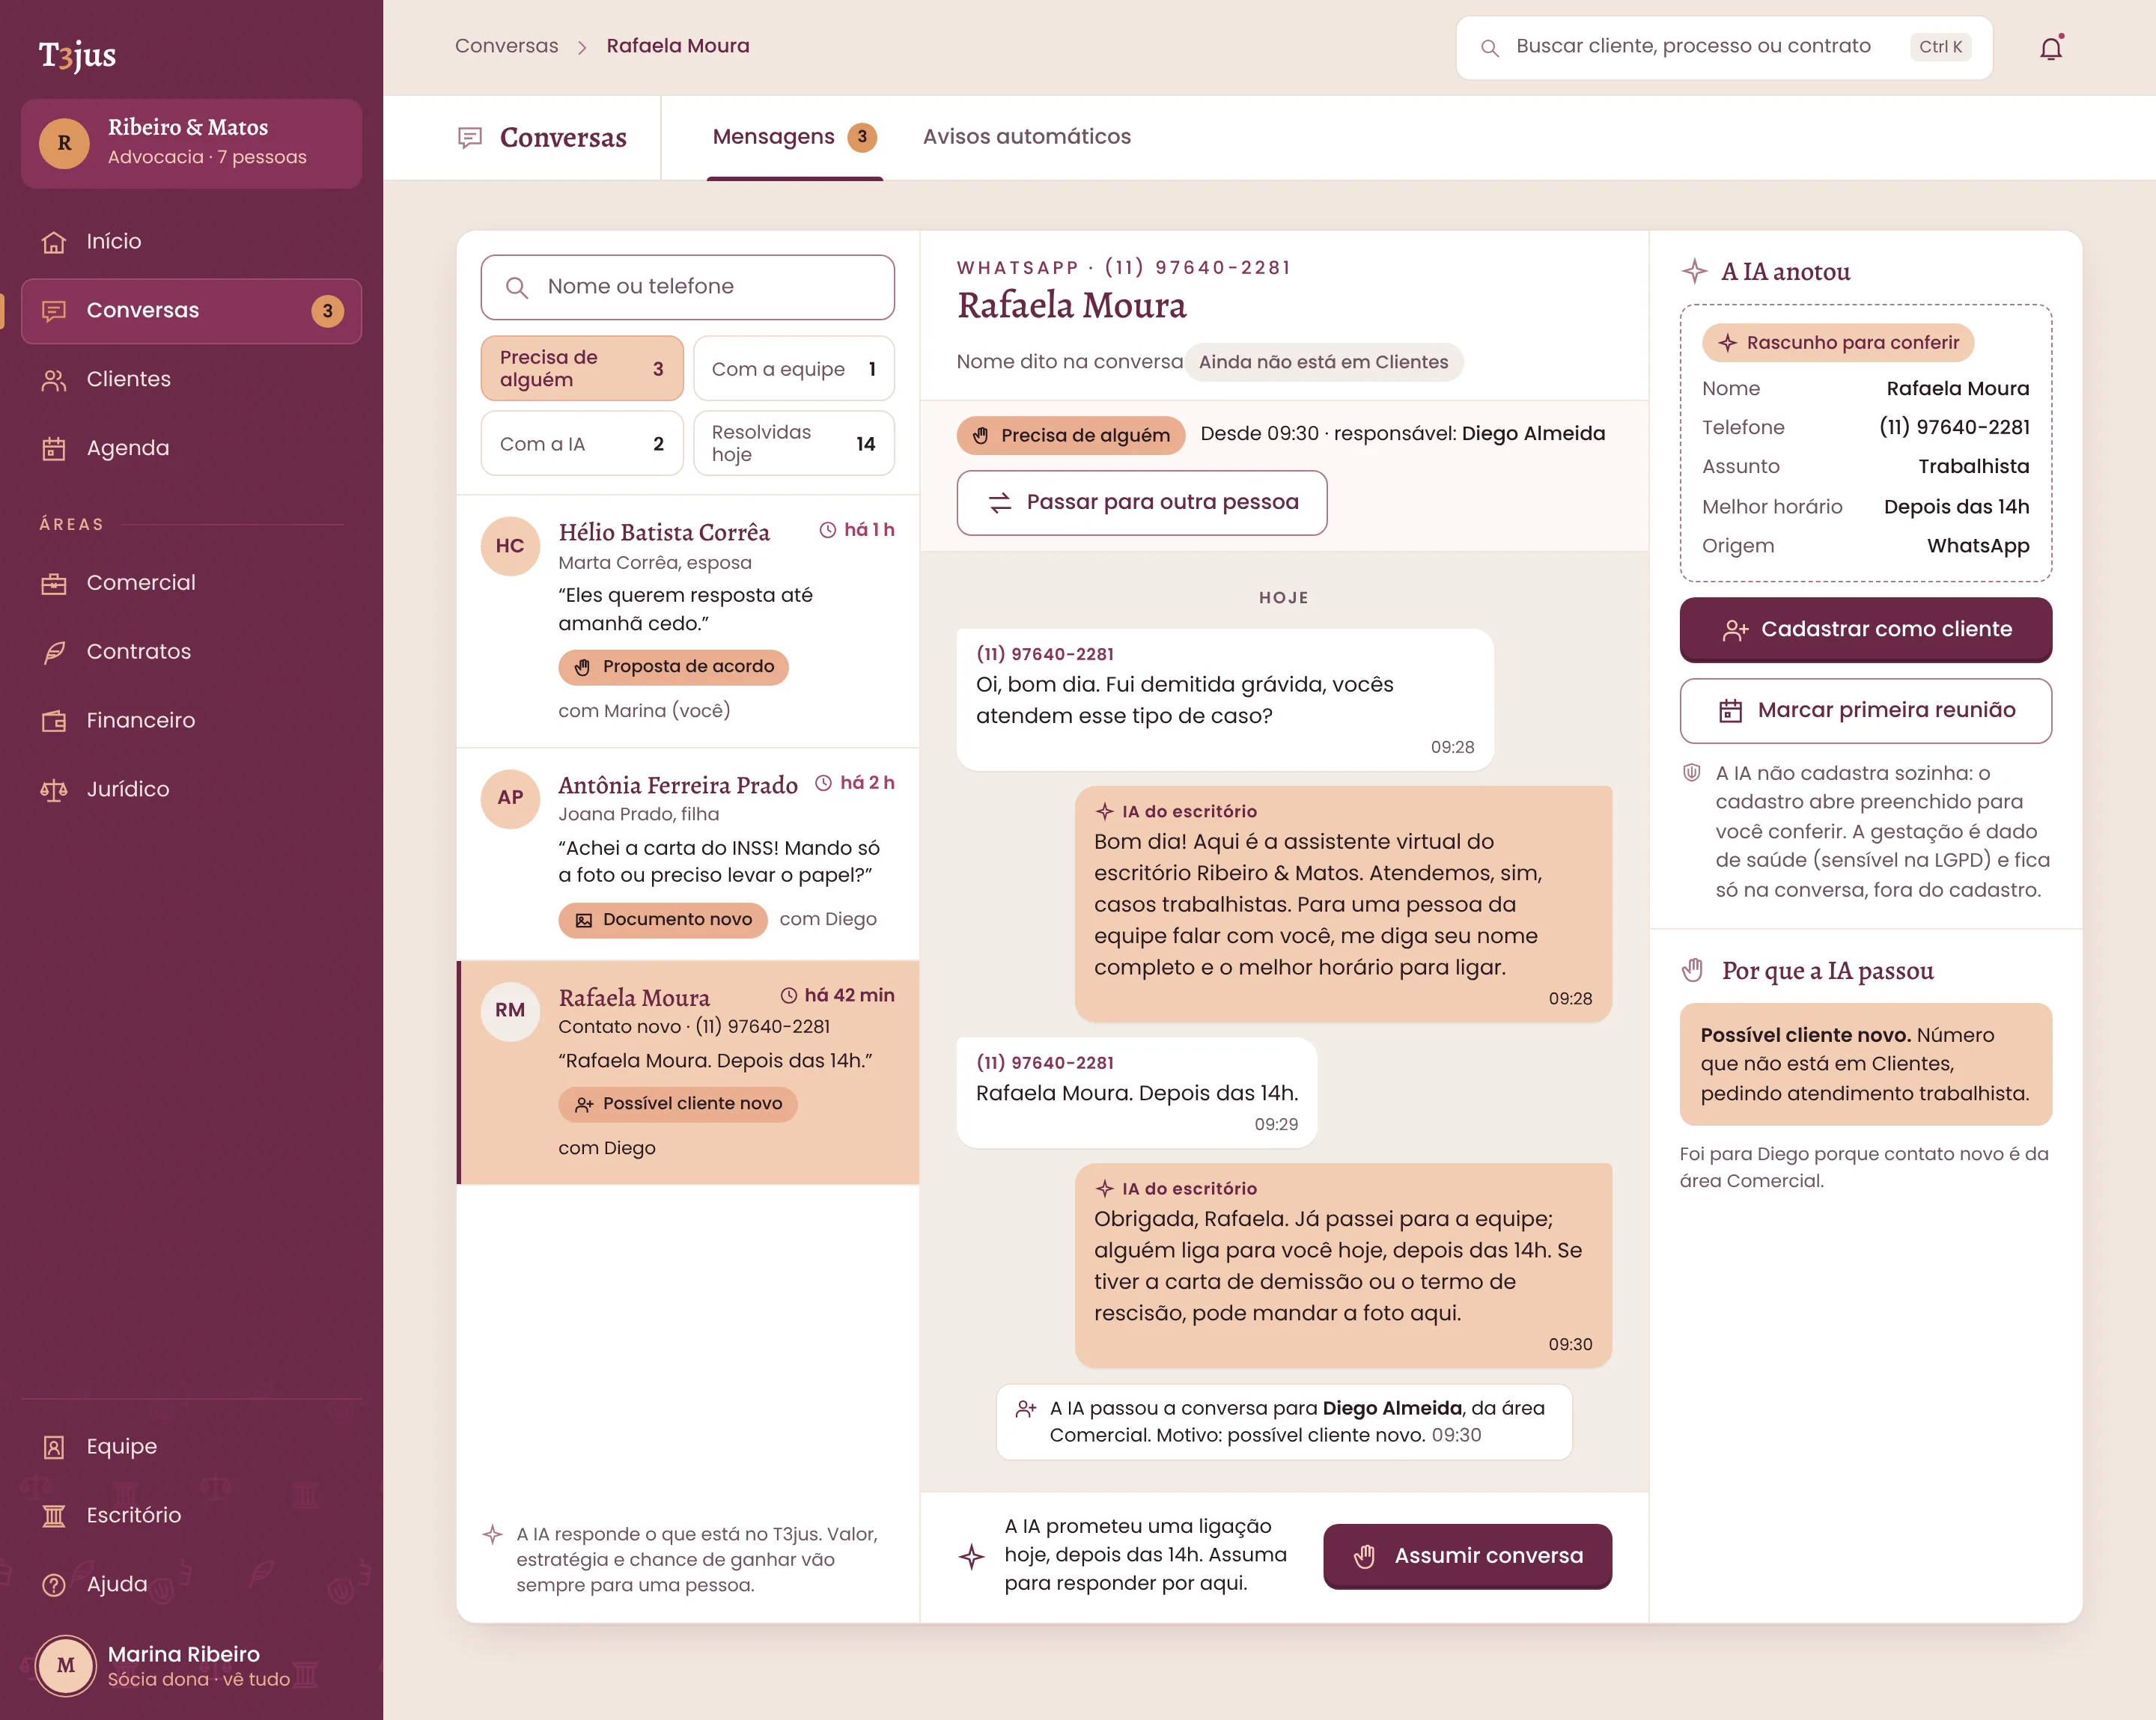 T3jus
R
Ribeiro & Matos
Advocacia · 7 pessoas
Início
Conversas
3
Clientes
Agenda
ÁREAS
Comercial
Contratos
Financeiro
Jurídico
Equipe
Escritório
Ajuda
M
Marina Ribeiro
Sócia dona · vê tudo
Conversas
Rafaela Moura
Buscar cliente, processo ou contrato
Ctrl K
Conversas
Mensagens
3
Avisos automáticos
Nome ou telefone
Precisa de
alguém
3
Com a equipe
1
Com a IA
2
Resolvidas
hoje
14
HC
Hélio Batista Corrêa
há 1 h
Marta Corrêa, esposa
“Eles querem resposta até
amanhã cedo.”
Proposta de acordo
com Marina (você)
AP
Antônia Ferreira Prado
há 2 h
Joana Prado, filha
“Achei a carta do INSS! Mando só
a foto ou preciso levar o papel?”
Documento novo
com Diego
RM
Rafaela Moura
há 42 min
Contato novo · (11) 97640-2281
“Rafaela Moura. Depois das 14h.”
Possível cliente novo
com Diego
A IA responde o que está no T3jus. Valor,
estratégia e chance de ganhar vão
sempre para uma pessoa.
WHATSAPP · (11) 97640-2281
Rafaela Moura
Nome dito na conversa
Ainda não está em Clientes
Precisa de alguém
Desde 09:30 · responsável: Diego Almeida
Passar para outra pessoa
HOJE
(11) 97640-2281
Oi, bom dia. Fui demitida grávida, vocês
atendem esse tipo de caso?
09:28
IA do escritório
Bom dia! Aqui é a assistente virtual do
escritório Ribeiro & Matos. Atendemos, sim,
casos trabalhistas. Para uma pessoa da
equipe falar com você, me diga seu nome
completo e o melhor horário para ligar.
09:28
(11) 97640-2281
Rafaela Moura. Depois das 14h.
09:29
IA do escritório
Obrigada, Rafaela. Já passei para a equipe;
alguém liga para você hoje, depois das 14h. Se
tiver a carta de demissão ou o termo de
rescisão, pode mandar a foto aqui.
09:30
A IA passou a conversa para Diego Almeida, da área
Comercial. Motivo: possível cliente novo. 09:30
A IA prometeu uma ligação
hoje, depois das 14h. Assuma
para responder por aqui.
Assumir conversa
A IA anotou
Rascunho para conferir
Nome
Rafaela Moura
Telefone
(11) 97640-2281
Assunto
Trabalhista
Melhor horário
Depois das 14h
Origem
WhatsApp
Cadastrar como cliente
Marcar primeira reunião
A IA não cadastra sozinha: o
cadastro abre preenchido para
você conferir. A gestação é dado
de saúde (sensível na LGPD) e fica
só na conversa, fora do cadastro.
Por que a IA passou
Possível cliente novo. Número
que não está em Clientes,
pedindo atendimento trabalhista.
Foi para Diego porque contato novo é da
área Comercial.